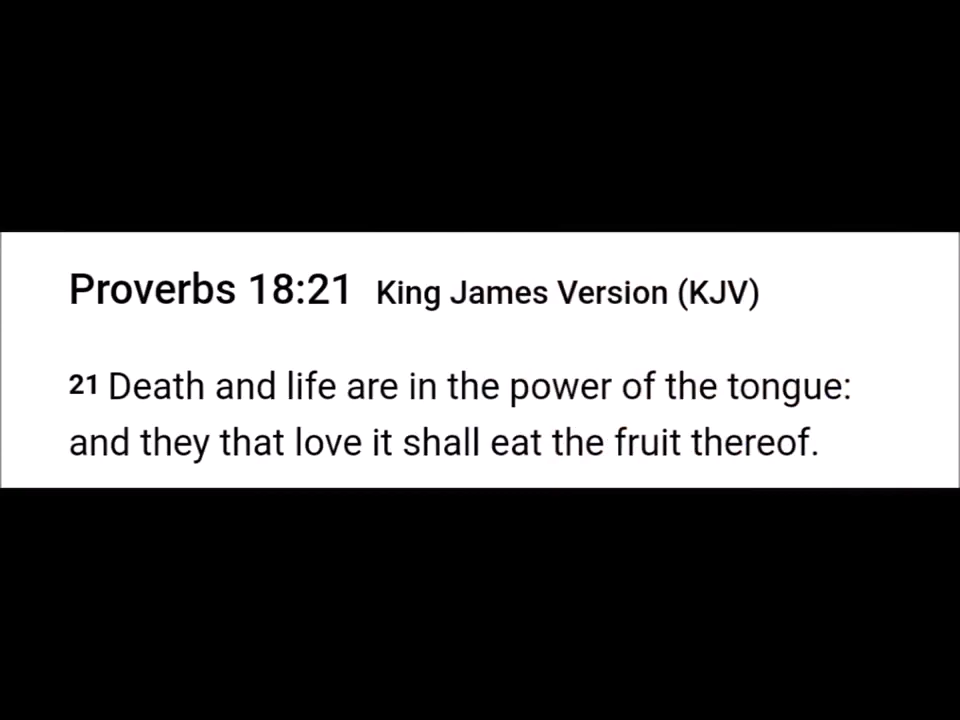 Proverbs 18:21 King James Version (KJV)
21 Death and life are in the power of the tongue:
and they that love it shall eat the fruit thereof.